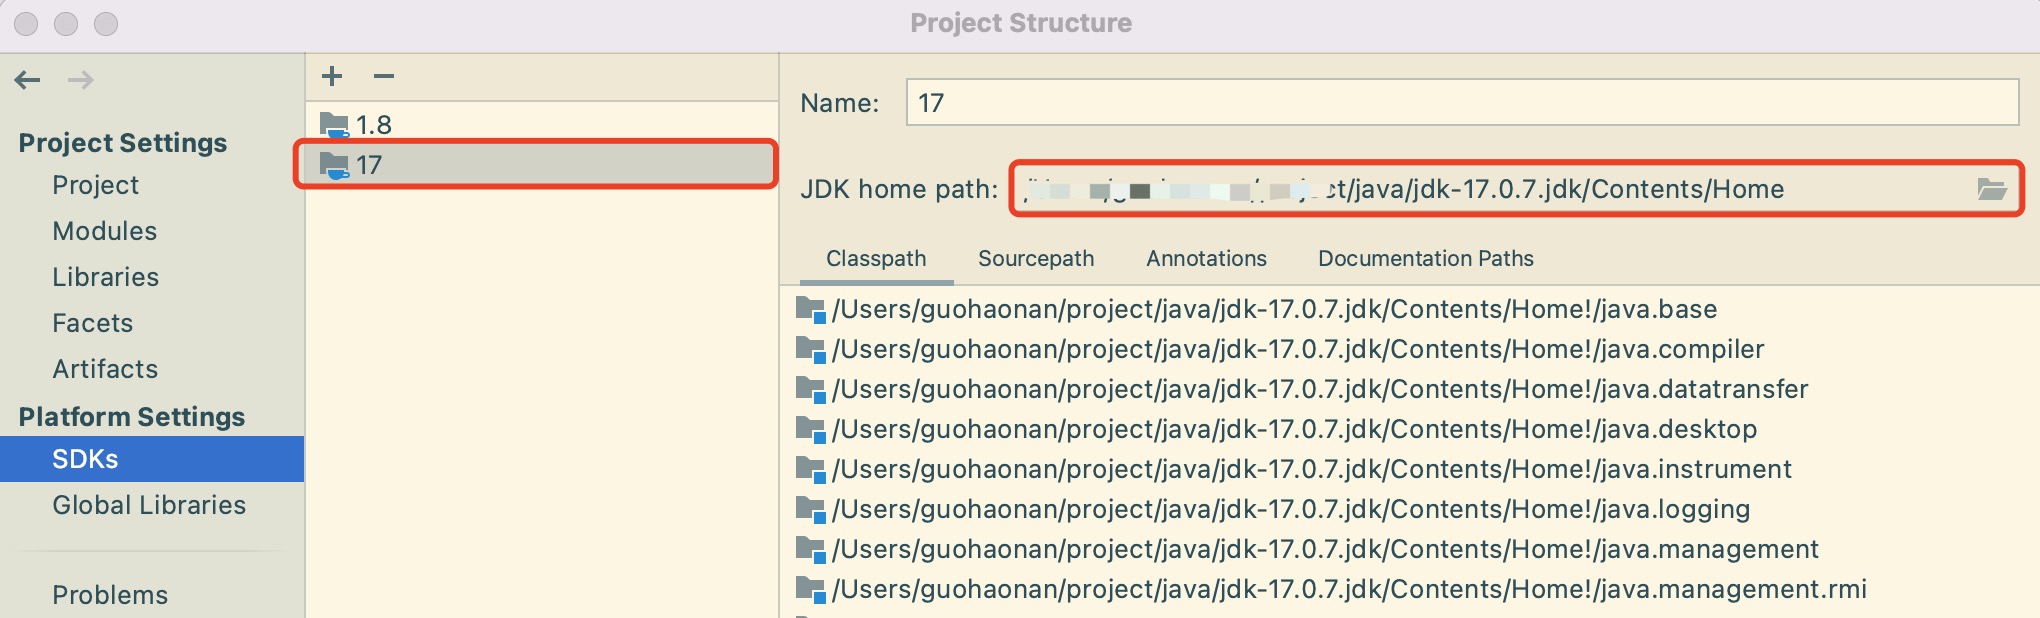 Project Structure
Project Settings
Project
Modules
Libraries
Facets
Artifacts
Platform Settings
SDKs
Global Libraries
Problems
1.8
17
Name: 17
JDK home path: /java/jdk-17.0.7.jdk/Contents/Home
Classpath Sourcepath Annotations Documentation Paths
/Users/guohaonan/project/java/jdk-17.0.7.jdk/Contents/Home!/java.base
/Users/guohaonan/project/java/jdk-17.0.7.jdk/Contents/Home!/java.compiler
/Users/guohaonan/project/java/jdk-17.0.7.jdk/Contents/Home!/java.datatransfer
/Users/guohaonan/project/java/jdk-17.0.7.jdk/Contents/Home!/java.desktop
/Users/guohaonan/project/java/jdk-17.0.7.jdk/Contents/Home!/java.instrument
/Users/guohaonan/project/java/jdk-17.0.7.jdk/Contents/Home!/java.logging
/Users/guohaonan/project/java/jdk-17.0.7.jdk/Contents/Home!/java.management
/Users/guohaonan/project/java/jdk-17.0.7.jdk/Contents/Home!/java.management.rmi